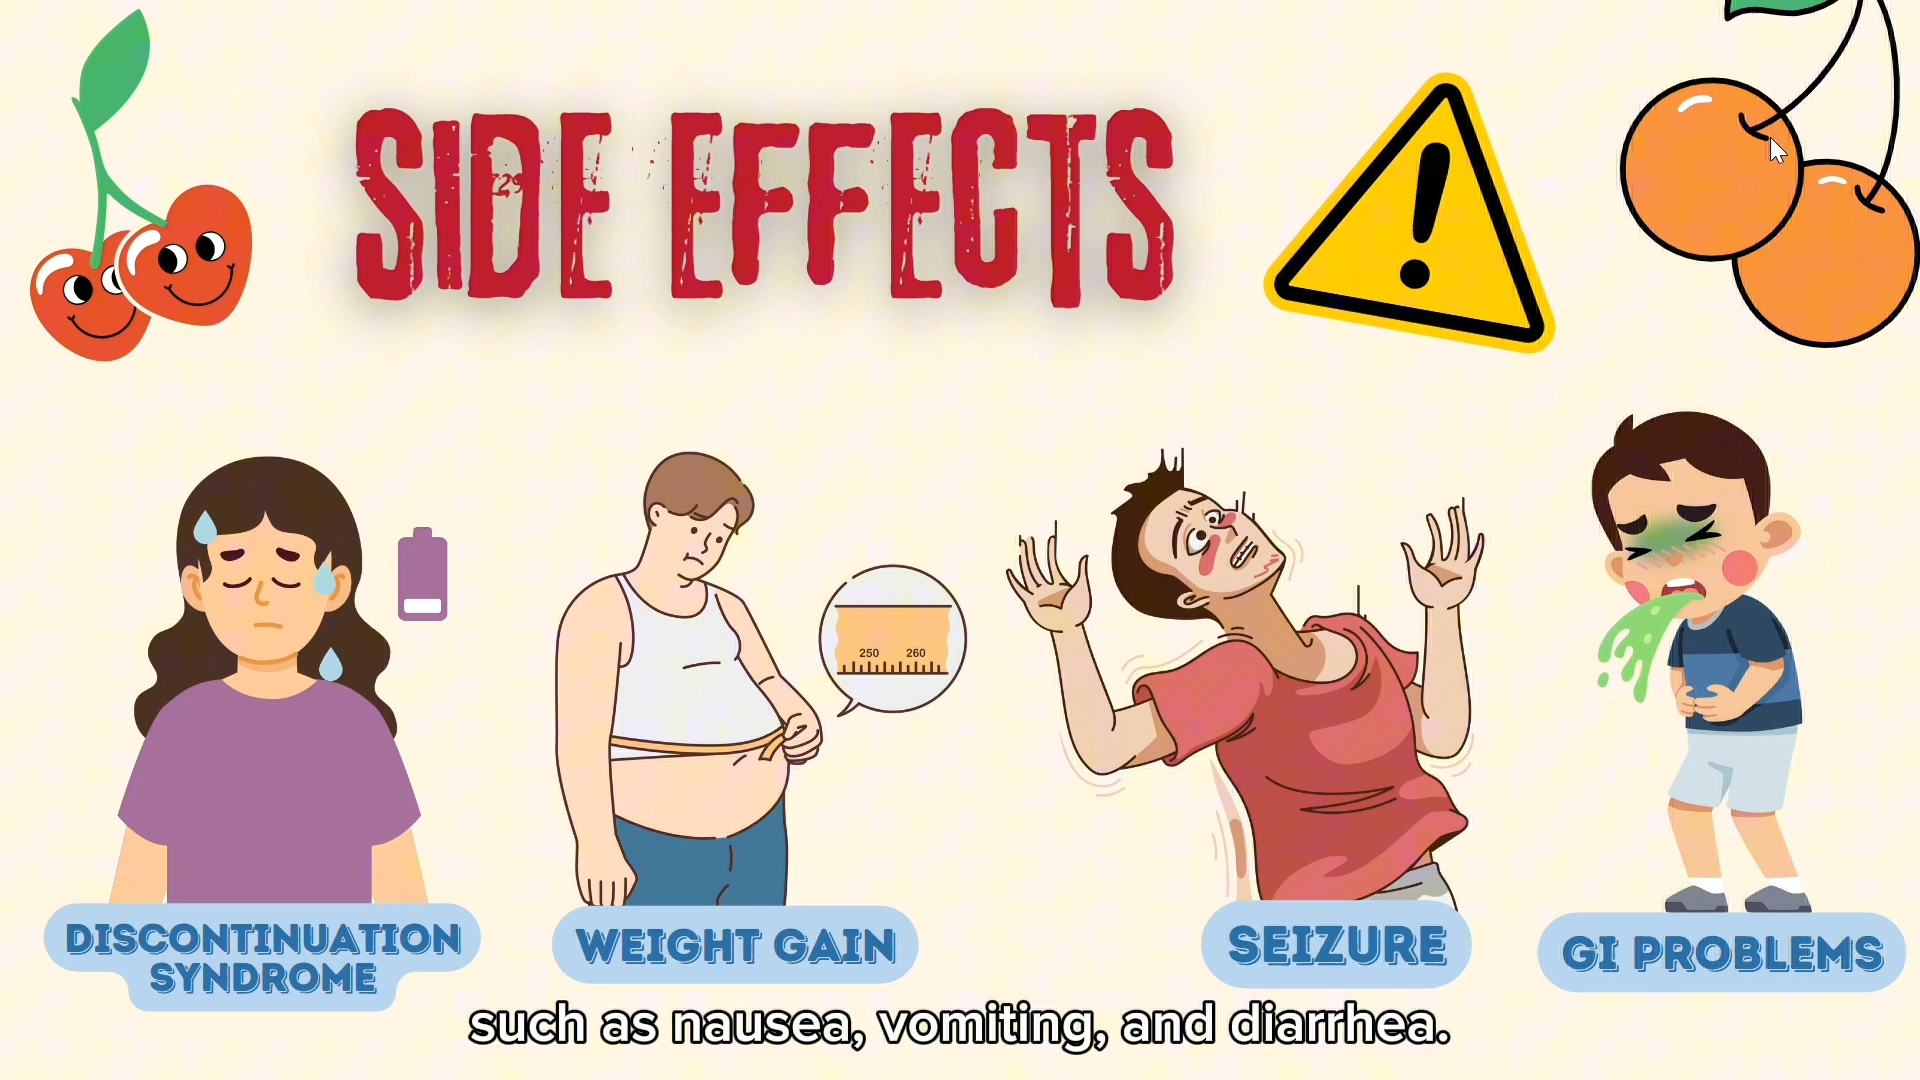 SIDE EFFECTS
250 260
DISCONTINUATION
SYNDROME
WEIGHT GAIN
SEIZURE
GI PROBLEMS
such as nausea, vomiting, and diarrhea.